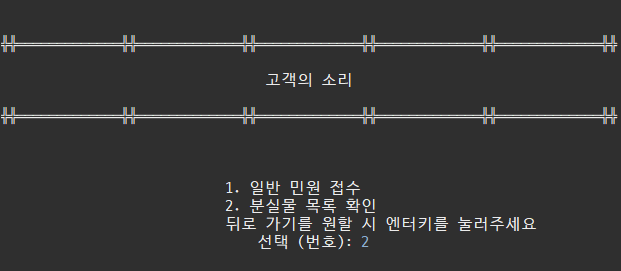 고객의 소리
1. 일반 민원 접수
2. 분실물 목록 확인
뒤로 가기를 원할 시 엔터키를 눌러주세요
선택 (번호): 2